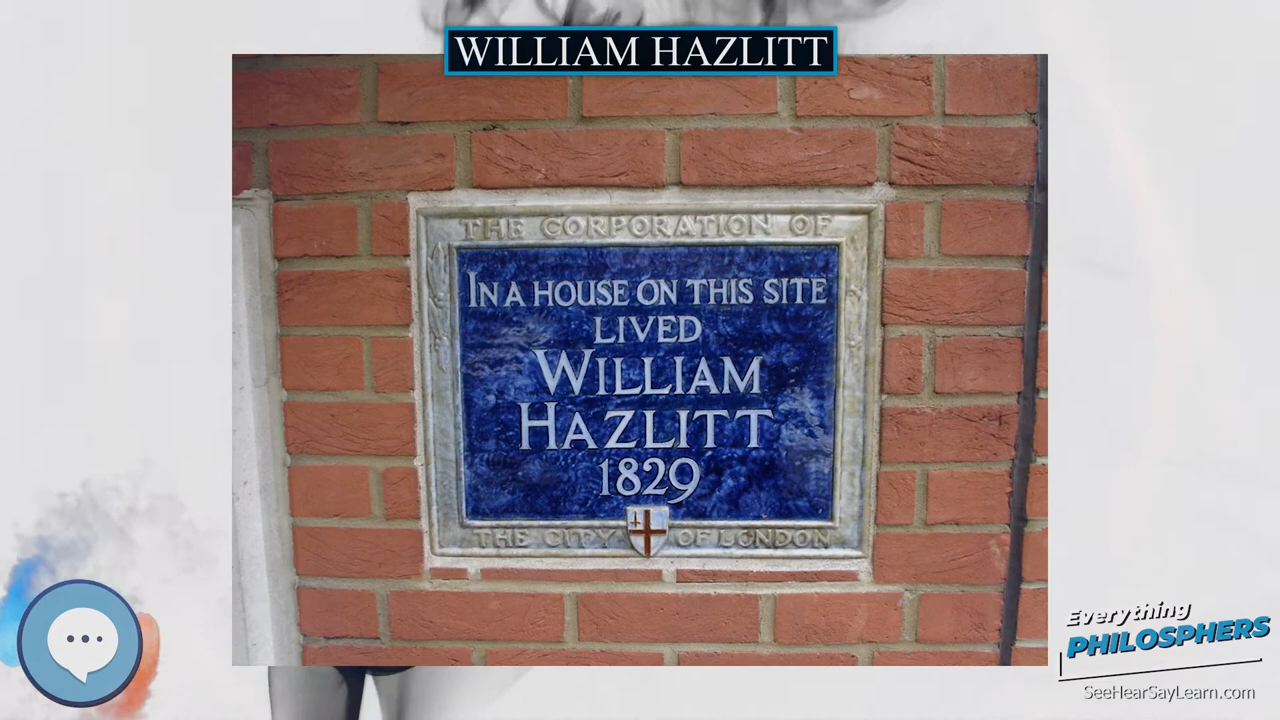 WILLIAM HAZLITT
THE CORPORATION OF
IN A HOUSE ON THIS SITE
LIVED
WILLIAM
HAZLITT
1829
THE CITY OF LONDON
Everything
PHILOSPHERS
SeeHearSayLearn.com